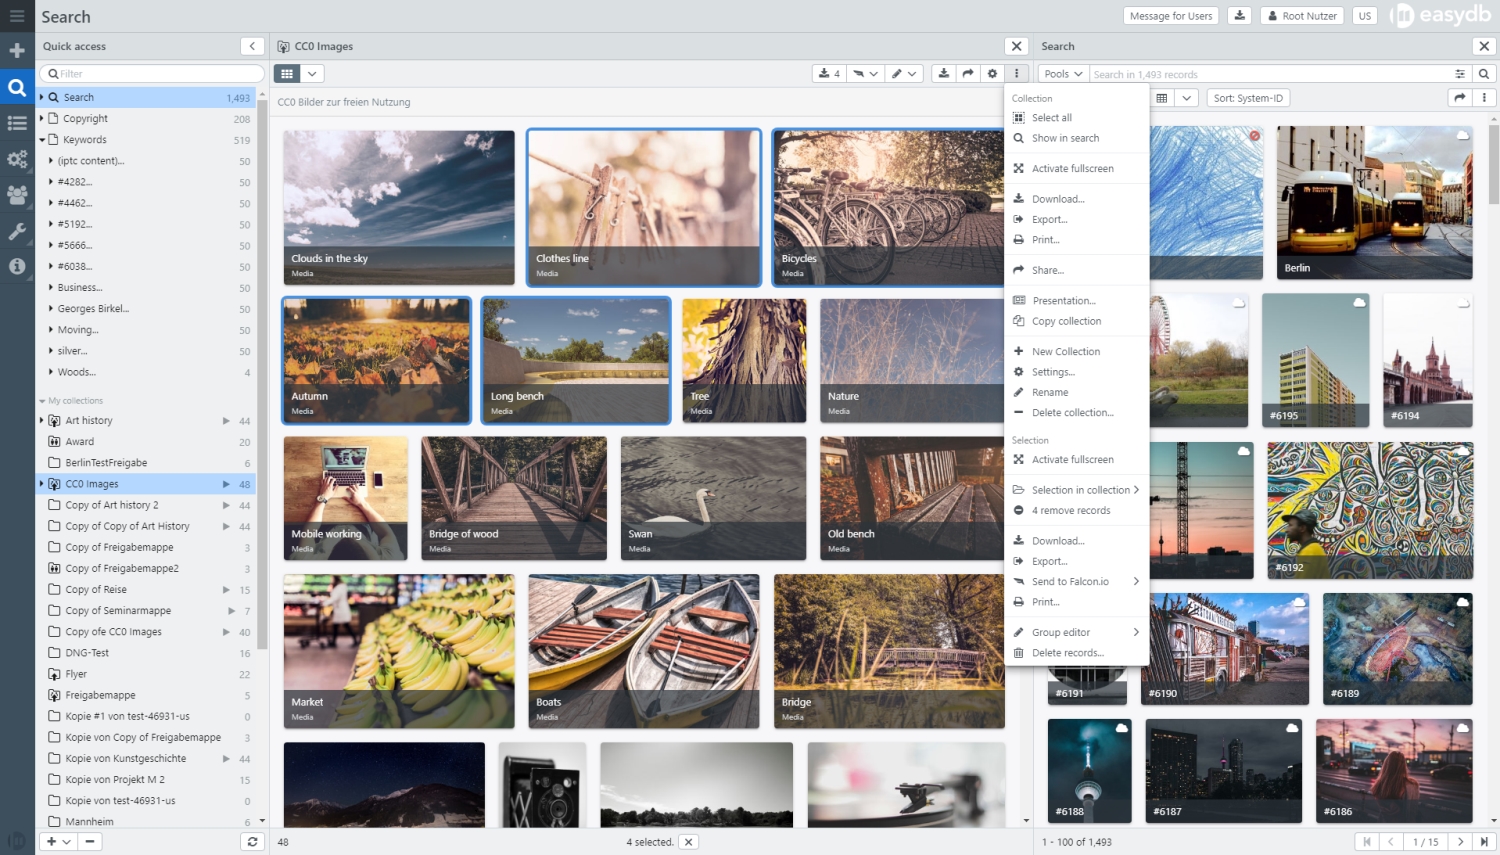 Search
Message for Users
Root Nutzer
US
easydb
Quick access
Filter
Search 1,493
Copyright 208
Keywords 519
(iptc content)... 50
#4282... 50
#4462... 50
#5192... 50
#5666... 50
#6038... 50
Business... 50
Georges Birkel... 50
Moving... 50
silver... 50
Woods... 4
My collections
Art history 44
Award 20
BerlinTestFreigabe 6
CC0 Images 48
Copy of Art history 2 44
Copy of Copy of Art History 44
Copy of Freigabemappe 3
Copy of Freigabemappe2 3
Copy of Reise 15
Copy of Seminarmappe 7
Copy ofe CC0 Images 40
DNG-Test 16
Flyer 22
Freigabemappe 5
Kopie #1 von test-46931-us 0
Kopie von Copy of Freigabemappe 3
Kopie von Kunstgeschichte 44
Kopie von Projekt M 2 15
Kopie von test-46931-us 0
Mannheim 6
CC0 Images
4
CC0 Bilder zur freien Nutzung
Clouds in the sky
Media
Clothes line
Media
Bicycles
Media
Autumn
Media
Long bench
Media
Tree
Media
Nature
Media
Mobile working
Media
Bridge of wood
Media
Swan
Media
Old bench
Media
Market
Media
Boats
Media
Bridge
Media
48
4 selected.
Collection
Select all
Show in search
Activate fullscreen
Download...
Export...
Print...
Share...
Presentation...
Copy collection
New Collection
Settings...
Rename
Delete collection...
Selection
Activate fullscreen
Selection in collection
4 remove records
Download...
Export...
Send to Falcon.io
Print...
Group editor
Delete records...
Search
Pools
Search in 1,493 records
Sort: System-ID
Berlin
#6195
#6194
#6192
#6191
#6190
#6189
#6188
#6187
#6186
1 - 100 of 1,493
1 / 15